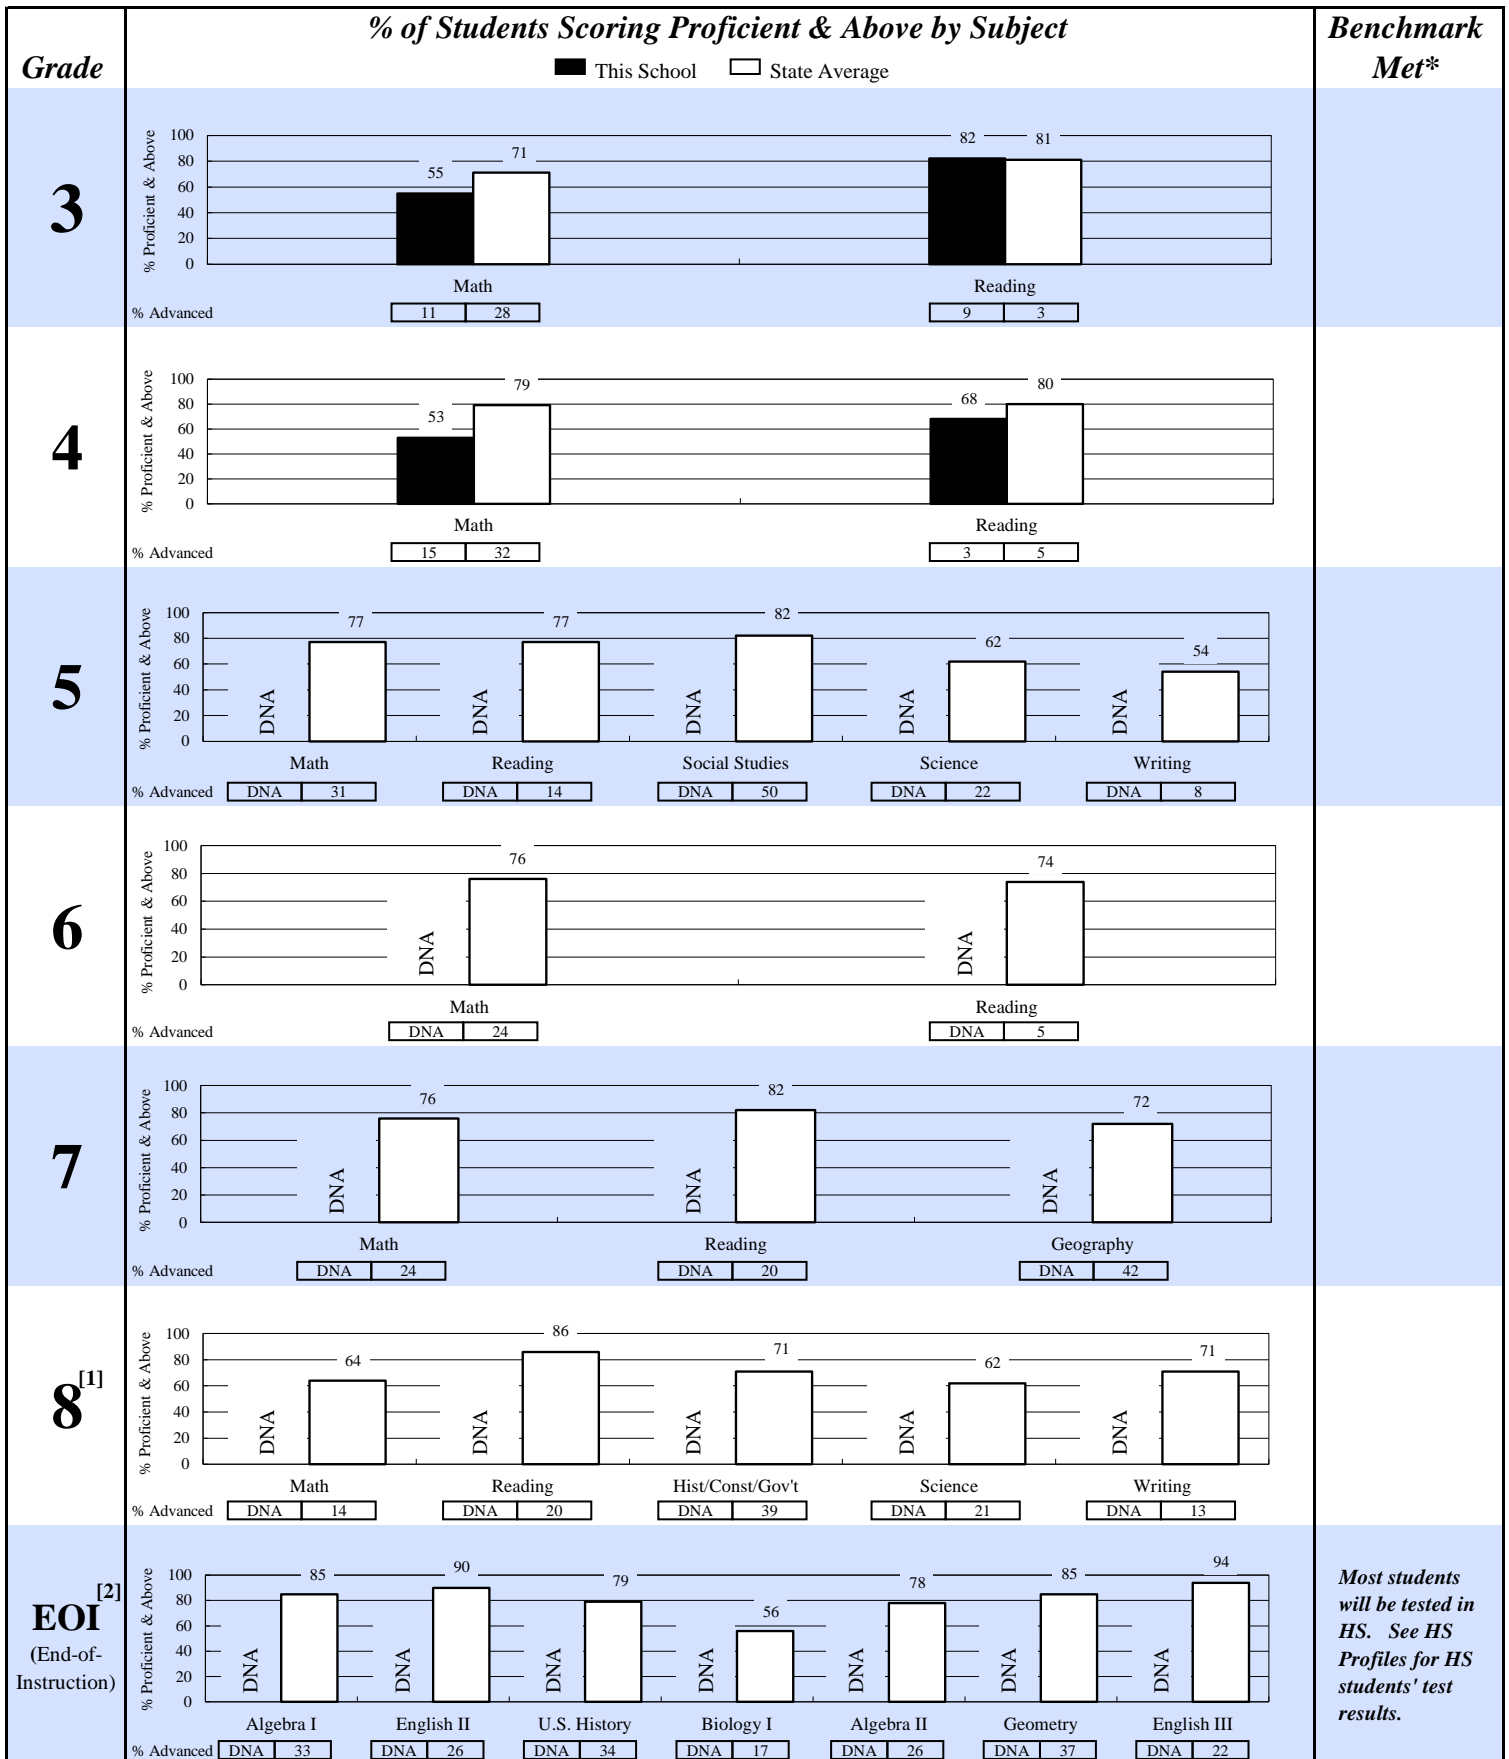 % of Students Scoring Proficient & Above by Subject
Benchmark
Met*
Grade
This School State Average
3
% Proficient & Above
100
80
60
40
20
0
55 71 82 81
Math Reading
% Advanced 11 28 9 3
4
% Proficient & Above
100
80
60
40
20
0
53 79 68 80
Math Reading
% Advanced 15 32 3 5
5
% Proficient & Above
100
80
60
40
20
0
DNA 77 DNA 77 DNA 82 DNA 62 DNA 54
Math Reading Social Studies Science Writing
% Advanced DNA 31 DNA 14 DNA 50 DNA 22 DNA 8
6
% Proficient & Above
100
80
60
40
20
0
DNA 76 DNA 74
Math Reading
% Advanced DNA 24 DNA 5
7
% Proficient & Above
100
80
60
40
20
0
DNA 76 DNA 82 DNA 72
Math Reading Geography
% Advanced DNA 24 DNA 20 DNA 42
8[1]
% Proficient & Above
100
80
60
40
20
0
DNA 64 DNA 86 DNA 71 DNA 62 DNA 71
Math Reading Hist/Const/Gov't Science Writing
% Advanced DNA 14 DNA 20 DNA 39 DNA 21 DNA 13
EOI[2]
(End-of-
Instruction)
% Proficient & Above
100
80
60
40
20
0
DNA 85 DNA 90 DNA 79 DNA 56 DNA 78 DNA 85 DNA 94
Algebra I English II U.S. History Biology I Algebra II Geometry English III
% Advanced DNA 33 DNA 26 DNA 34 DNA 17 DNA 26 DNA 37 DNA 22
Most students
will be tested in
HS. See HS
Profiles for HS
students' test
results.